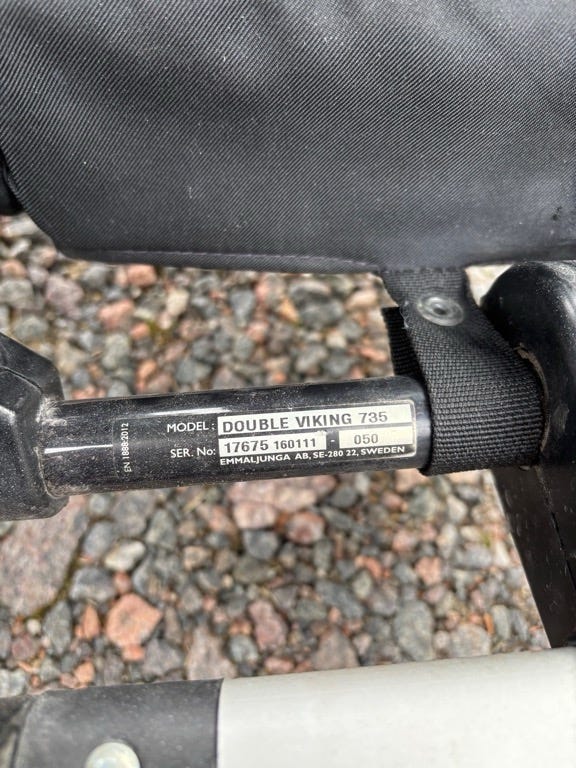 EN 1888:2012
MODEL: DOUBLE VIKING 735
SER. No: 17675 160111 - 050
EMMALJUNGA AB, SE-280 22, SWEDEN